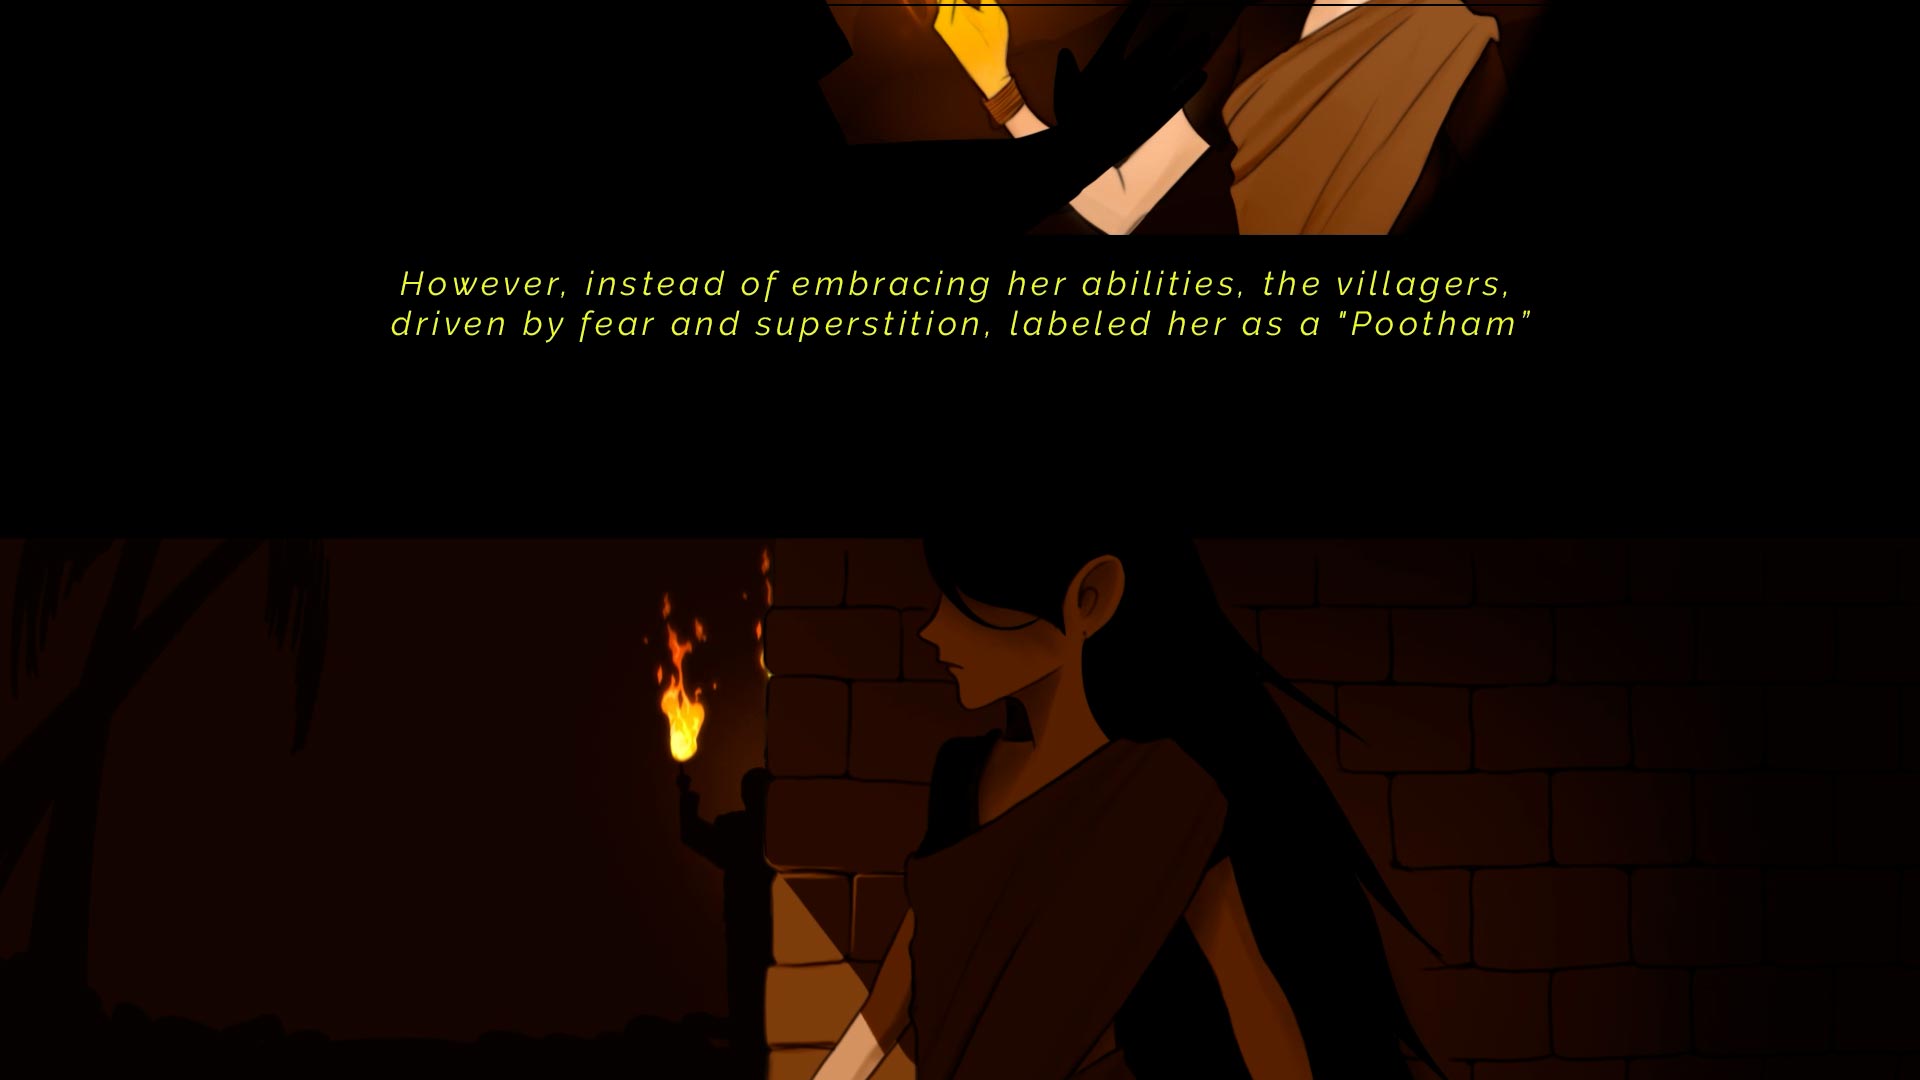 However, instead of embracing her abilities, the villagers,
driven by fear and superstition, labeled her as a "Pootham”